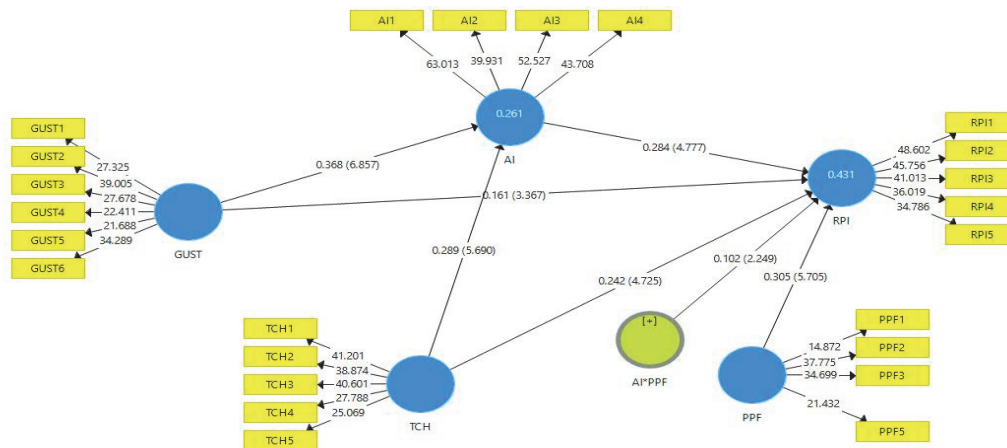 AI1
AI2
AI3
AI4
63.013
39.931
52.527
43.708
0.261
AI
GUST1
GUST2
GUST3
GUST4
GUST5
GUST6
27.325
39.005
27.678
22.411
21.688
34.289
GUST
0.368 (6.857)
0.284 (4.777)
0.161 (3.367)
0.289 (5.690)
0.242 (4.725)
0.102 (2.249)
0.305 (5.705)
0.431
RPI
48.602
45.756
41.013
36.019
34.786
RPI1
RPI2
RPI3
RPI4
RPI5
TCH1
TCH2
TCH3
TCH4
TCH5
41.201
38.874
40.601
27.788
25.069
TCH
[+]
AI*PPF
PPF
14.872
37.775
34.699
21.432
PPF1
PPF2
PPF3
PPF5